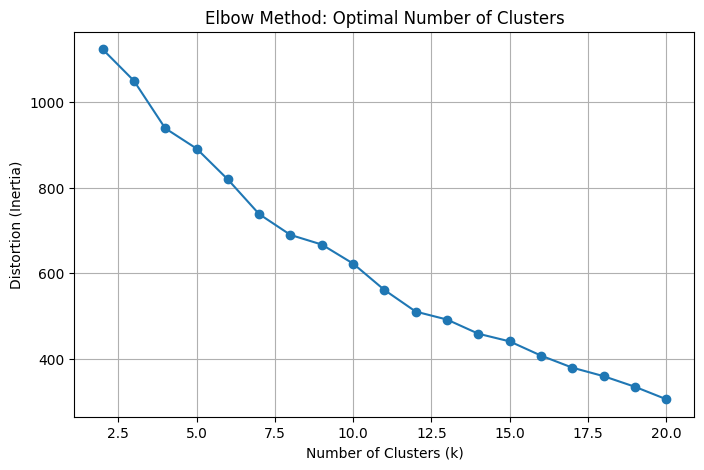 Elbow Method: Optimal Number of Clusters
Distortion (Inertia)
1000
800
600
400
2.5 5.0 7.5 10.0 12.5 15.0 17.5 20.0
Number of Clusters (k)